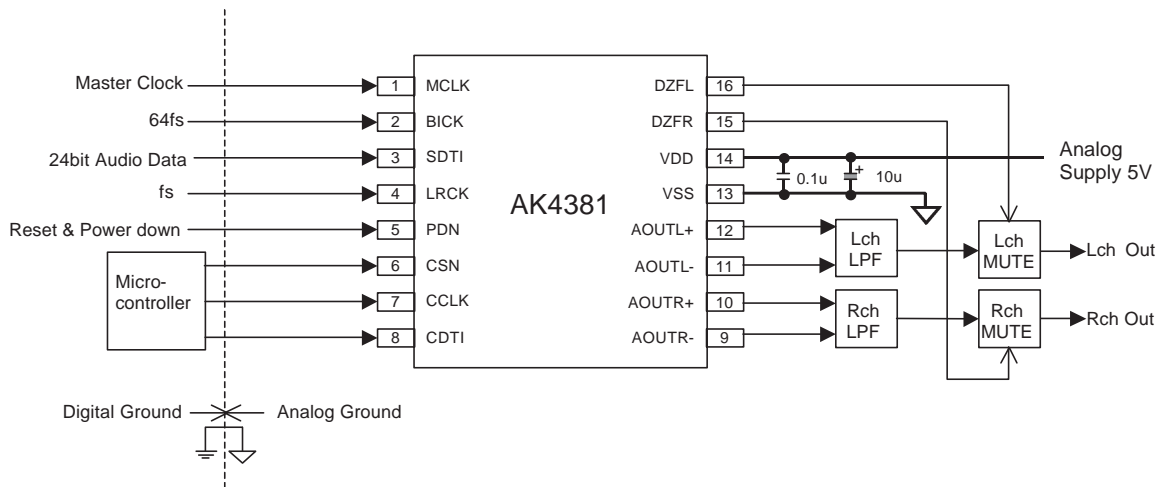 Master Clock
64fs
24bit Audio Data
fs
Reset & Power down
Micro-
controller
1 MCLK
2 BICK
3 SDTI
4 LRCK
5 PDN
6 CSN
7 CCLK
8 CDTI
AK4381
DZFL 16
DZFR 15
VDD 14
VSS 13
AOUTL+ 12
AOUTL- 11
AOUTR+ 10
AOUTR- 9
0.1u
+
10u
Analog
Supply 5V
Lch
LPF
Lch
MUTE
Lch Out
Rch
LPF
Rch
MUTE
Rch Out
Digital Ground
Analog Ground